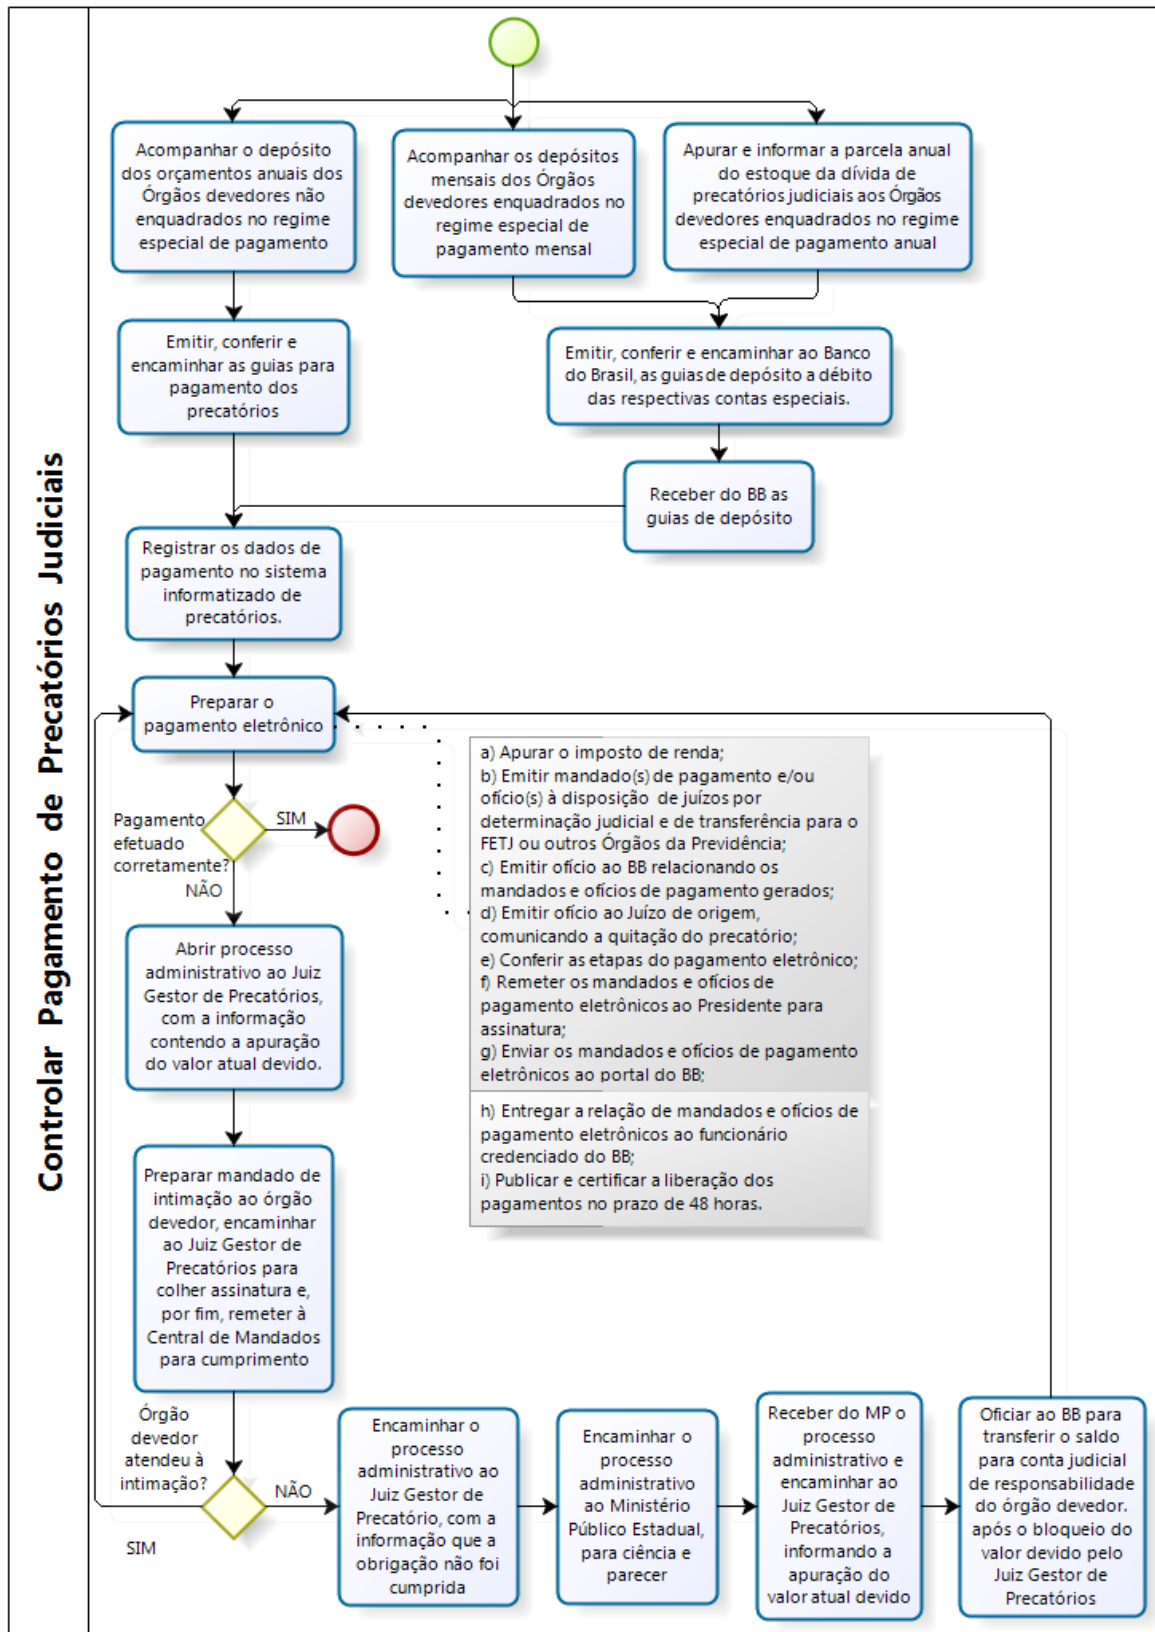 Controlar Pagamento de Precatórios Judiciais
Acompanhar o depósito
dos orçamentos anuais dos
Órgãos devedores não
enquadrados no regime
especial de pagamento
Acompanhar os depósitos
mensais dos Órgãos
devedores enquadrados no
regime especial de
pagamento mensal
Apurar e informar a parcela anual
do estoque da dívida de
precatórios judiciais aos Órgãos
devedores enquadrados no regime
especial de pagamento anual
Emitir, conferir e
encaminhar as guias para
pagamento dos
precatórios
Emitir, conferir e encaminhar ao Banco
do Brasil, as guias de depósito a débito
das respectivas contas especiais.
Receber do BB as
guias de depósito
Registrar os dados de
pagamento no sistema
informatizado de
precatórios.
Preparar o
pagamento eletrônico
a) Apurar o imposto de renda;
b) Emitir mandado(s) de pagamento e/ou
ofício(s) à disposição de juízos por
determinação judicial e de transferência para o
FETJ ou outros Órgãos da Previdência;
c) Emitir ofício ao BB relacionando os
mandados e ofícios de pagamento gerados;
d) Emitir ofício ao Juízo de origem,
comunicando a quitação do precatório;
e) Conferir as etapas do pagamento eletrônico;
f) Remeter os mandados e ofícios de
pagamento eletrônicos ao Presidente para
assinatura;
g) Enviar os mandados e ofícios de pagamento
eletrônicos ao portal do BB;
h) Entregar a relação de mandados e ofícios de
pagamento eletrônicos ao funcionário
credenciado do BB;
i) Publicar e certificar a liberação dos
pagamentos no prazo de 48 horas.
Pagamento
efetuado
corretamente?
SIM
NÃO
Abrir processo
administrativo ao Juiz
Gestor de Precatórios,
com a informação
contendo a apuração
do valor atual devido.
Preparar mandado de
intimação ao órgão
devedor, encaminhar
ao Juiz Gestor de
Precatórios para
colher assinatura e,
por fim, remeter à
Central de Mandados
para cumprimento
Órgão
devedor
atendeu à
intimação?
NÃO
SIM
Encaminhar o
processo
administrativo ao
Juiz Gestor de
Precatório, com a
informação que a
obrigação não foi
cumprida
Encaminhar o
processo
administrativo
ao Ministério
Público Estadual,
para ciência e
parecer
Receber do MP o
processo
administrativo e
encaminhar ao
Juiz Gestor de
Precatórios,
informando a
apuração do
valor atual devido
Oficiar ao BB para
transferir o saldo
para conta judicial
de responsabilidade
do órgão devedor.
após o bloqueio do
valor devido pelo
Juiz Gestor de
Precatórios